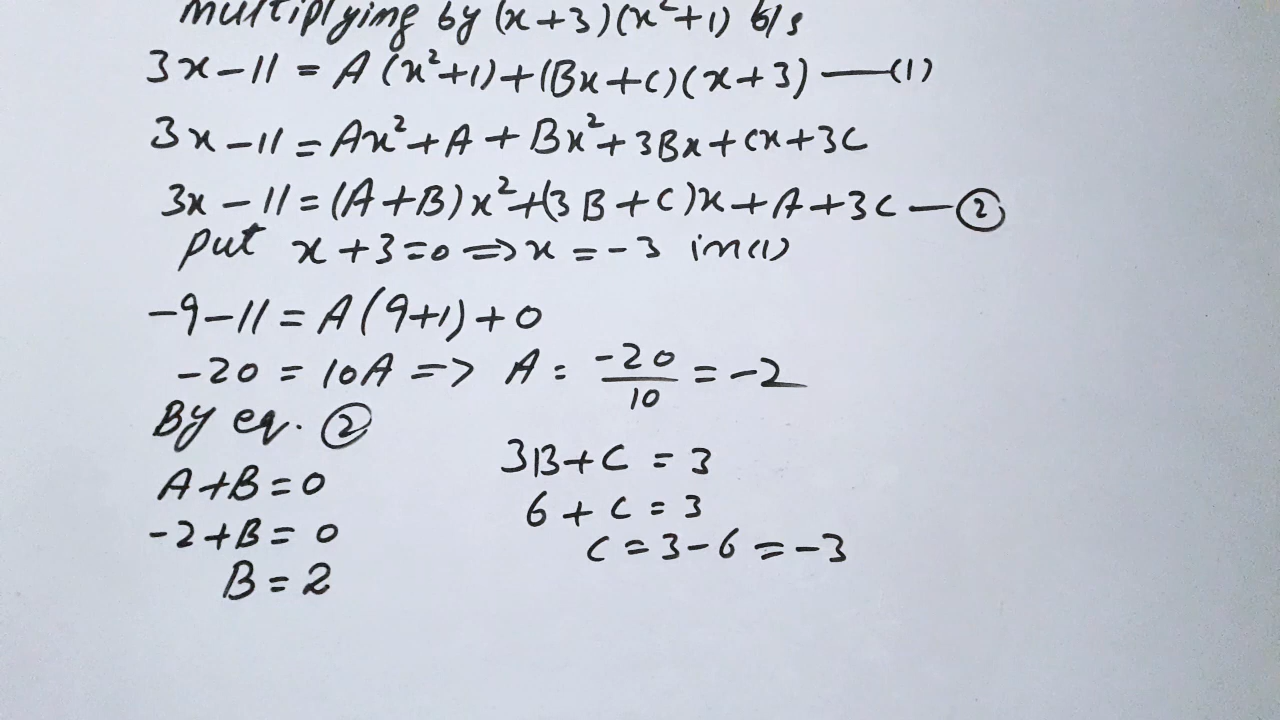 multiplying by (x+3)(x²+1) b/s
3x-11 = A(x²+1)+(Bx+C)(x+3) —(1)
3x-11 = Ax²+A+Bx²+3Bx+Cx+3C
3x-11 = (A+B)x²+(3B+C)x+A+3C — ②
put x+3=0 => x=-3 in (1)
-9-11 = A(9+1)+0
-20 = 10A => A = -20/10 = -2
By eq. ②
A+B=0
-2+B=0
B=2
3B+C=3
6+C=3
C=3-6=-3